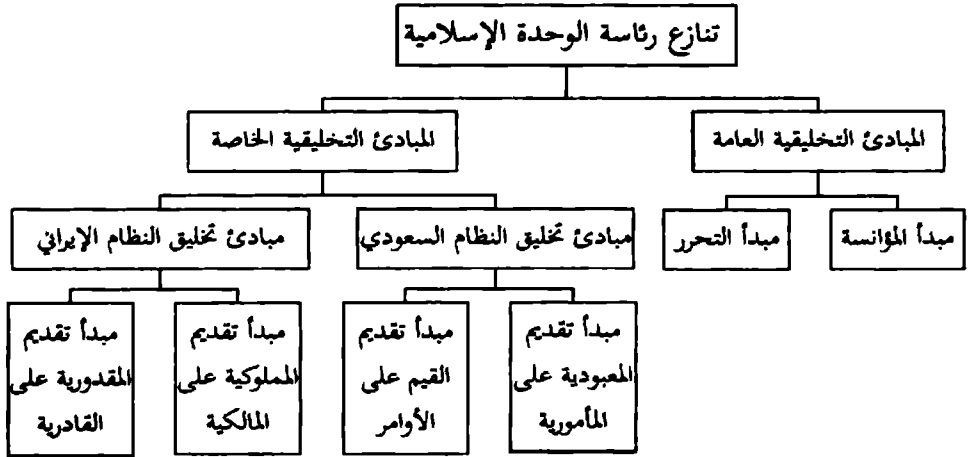 تنازع رئاسة الوحدة الإسلامية
المبادئ التخليقية العامة
المبادئ التخليقية الخاصة
مبدأ المؤانسة
مبدأ التحرر
مبادئ تخليق النظام السعودي
مبادئ تخليق النظام الإيراني
مبدأ تقديم
المعبودية على
المأمورية
مبدأ تقديم
القيم على
الأوامر
مبدأ تقديم
المملوكية على
المالكية
مبدأ تقديم
المقدورية على
القادرية